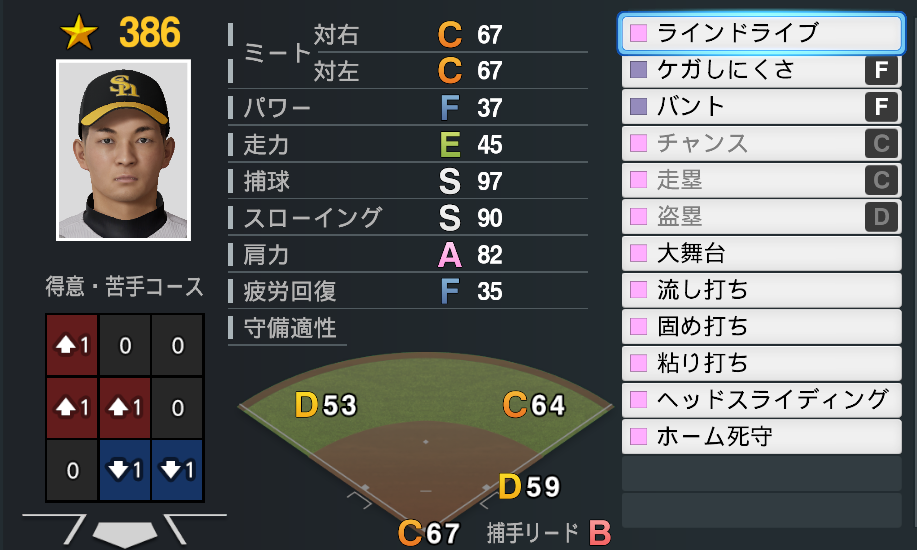 ★ 386
SH
得意・苦手コース
↑1 0 0
↑1 ↑1 0
0 ↓1 ↓1
ミート 対右 C 67
対左 C 67
パワー F 37
走力 E 45
捕球 S 97
スローイング S 90
肩力 A 82
疲労回復 F 35
守備適性
D 53 C 64
D 59
C 67 捕手リード B
ラインドライブ
ケガしにくさ F
バント F
チャンス C
走塁 C
盗塁 D
大舞台
流し打ち
固め打ち
粘り打ち
ヘッドスライディング
ホーム死守